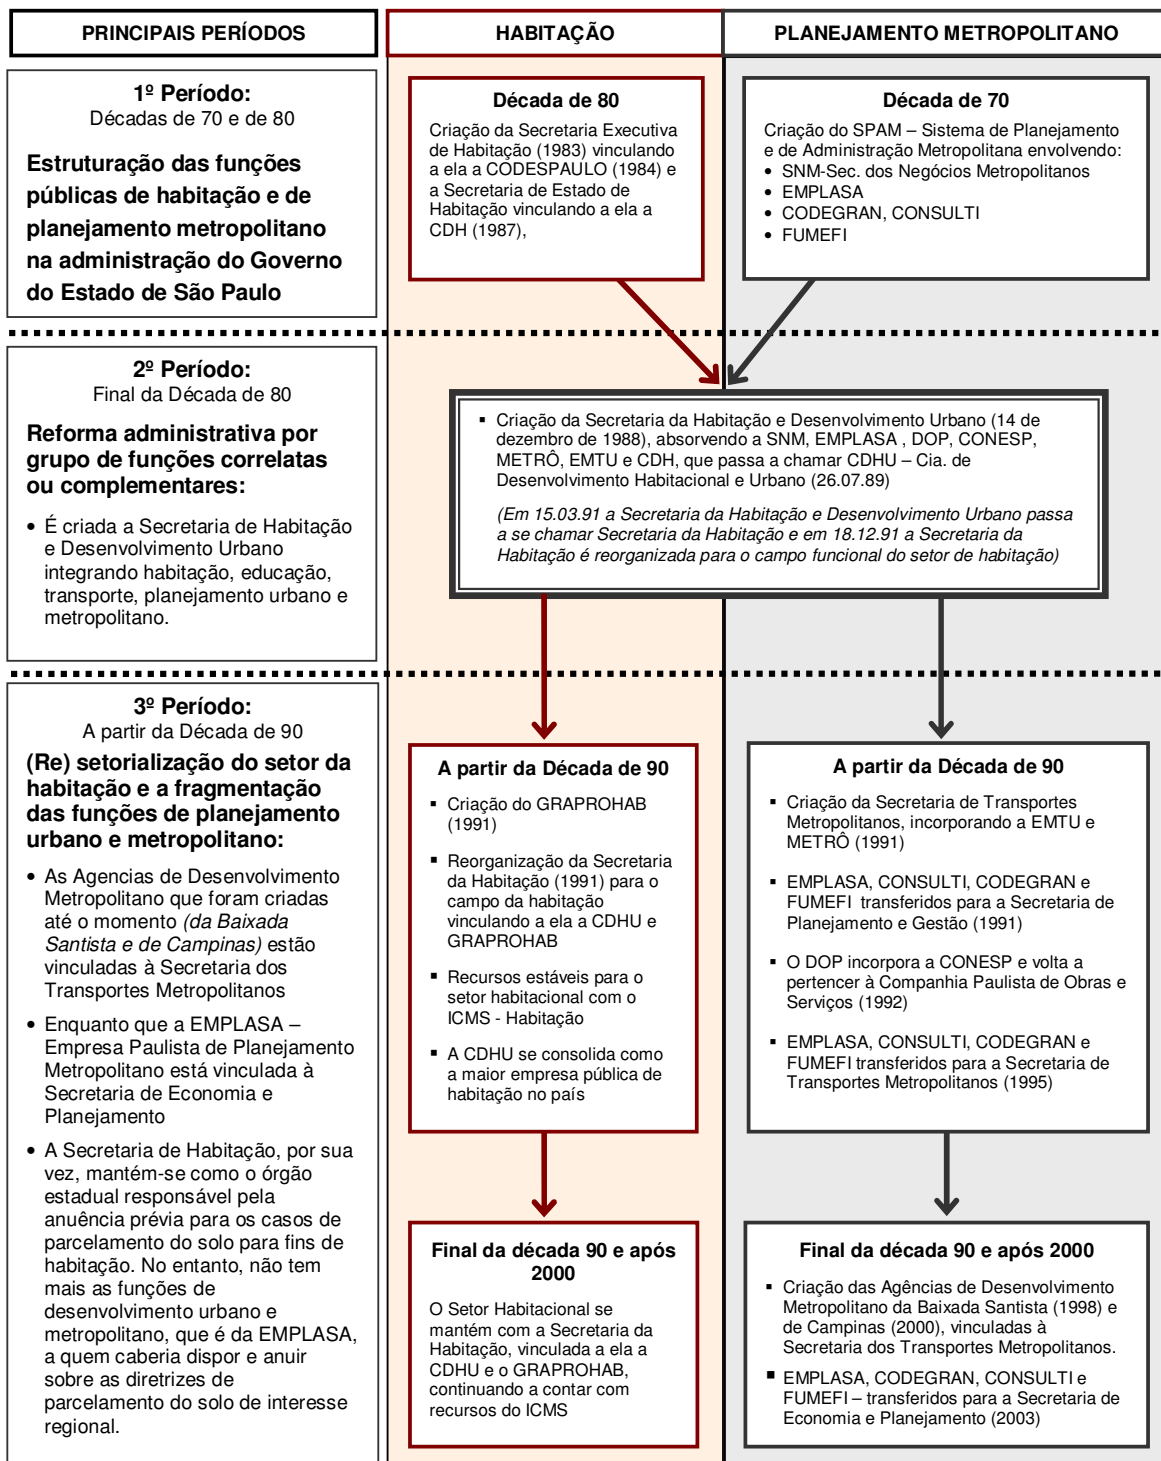 PRINCIPAIS PERÍODOS
HABITAÇÃO
PLANEJAMENTO METROPOLITANO
1º Período:
Décadas de 70 e de 80
Estruturação das funções
públicas de habitação e de
planejamento metropolitano
na administração do Governo
do Estado de São Paulo
Década de 80
Criação da Secretaria Executiva
de Habitação (1983) vinculando
a ela a CODESPAULO (1984) e
a Secretaria de Estado de
Habitação vinculando a ela a
CDH (1987),
Década de 70
Criação do SPAM – Sistema de Planejamento
e de Administração Metropolitana envolvendo:
• SNM-Sec. dos Negócios Metropolitanos
• EMPLASA
• CODEGRAN, CONSULTI
• FUMEFI
2º Período:
Final da Década de 80
Reforma administrativa por
grupo de funções correlatas
ou complementares:
• É criada a Secretaria de Habitação
e Desenvolvimento Urbano
integrando habitação, educação,
transporte, planejamento urbano e
metropolitano.
▪ Criação da Secretaria da Habitação e Desenvolvimento Urbano (14 de
dezembro de 1988), absorvendo a SNM, EMPLASA , DOP, CONESP,
METRÔ, EMTU e CDH, que passa a chamar CDHU – Cia. de
Desenvolvimento Habitacional e Urbano (26.07.89)
(Em 15.03.91 a Secretaria da Habitação e Desenvolvimento Urbano passa
a se chamar Secretaria da Habitação e em 18.12.91 a Secretaria da
Habitação é reorganizada para o campo funcional do setor de habitação)
3º Período:
A partir da Década de 90
(Re) setorialização do setor da
habitação e a fragmentação
das funções de planejamento
urbano e metropolitano:
• As Agencias de Desenvolvimento
Metropolitano que foram criadas
até o momento (da Baixada
Santista e de Campinas) estão
vinculadas à Secretaria dos
Transportes Metropolitanos
• Enquanto que a EMPLASA –
Empresa Paulista de Planejamento
Metropolitano está vinculada à
Secretaria de Economia e
Planejamento
• A Secretaria de Habitação, por sua
vez, mantém-se como o órgão
estadual responsável pela
anuência prévia para os casos de
parcelamento do solo para fins de
habitação. No entanto, não tem
mais as funções de
desenvolvimento urbano e
metropolitano, que é da EMPLASA,
a quem caberia dispor e anuir
sobre as diretrizes de
parcelamento do solo de interesse
regional.
A partir da Década de 90
▪ Criação do GRAPROHAB
(1991)
▪ Reorganização da Secretaria
da Habitação (1991) para o
campo da habitação
vinculando a ela a CDHU e
GRAPROHAB
▪ Recursos estáveis para o
setor habitacional com o
ICMS - Habitação
▪ A CDHU se consolida como
a maior empresa pública de
habitação no país
A partir da Década de 90
▪ Criação da Secretaria de Transportes
Metropolitanos, incorporando a EMTU e
METRÔ (1991)
▪ EMPLASA, CONSULTI, CODEGRAN e
FUMEFI transferidos para a Secretaria de
Planejamento e Gestão (1991)
▪ O DOP incorpora a CONESP e volta a
pertencer à Companhia Paulista de Obras e
Serviços (1992)
▪ EMPLASA, CONSULTI, CODEGRAN e
FUMEFI transferidos para a Secretaria de
Transportes Metropolitanos (1995)
Final da década 90 e após
2000
O Setor Habitacional se
mantém com a Secretaria da
Habitação, vinculada a ela a
CDHU e o GRAPROHAB,
continuando a contar com
recursos do ICMS
Final da década 90 e após 2000
▪ Criação das Agências de Desenvolvimento
Metropolitano da Baixada Santista (1998) e
de Campinas (2000), vinculadas à
Secretaria dos Transportes Metropolitanos.
▪ EMPLASA, CODEGRAN, CONSULTI e
FUMEFI – transferidos para a Secretaria de
Economia e Planejamento (2003)